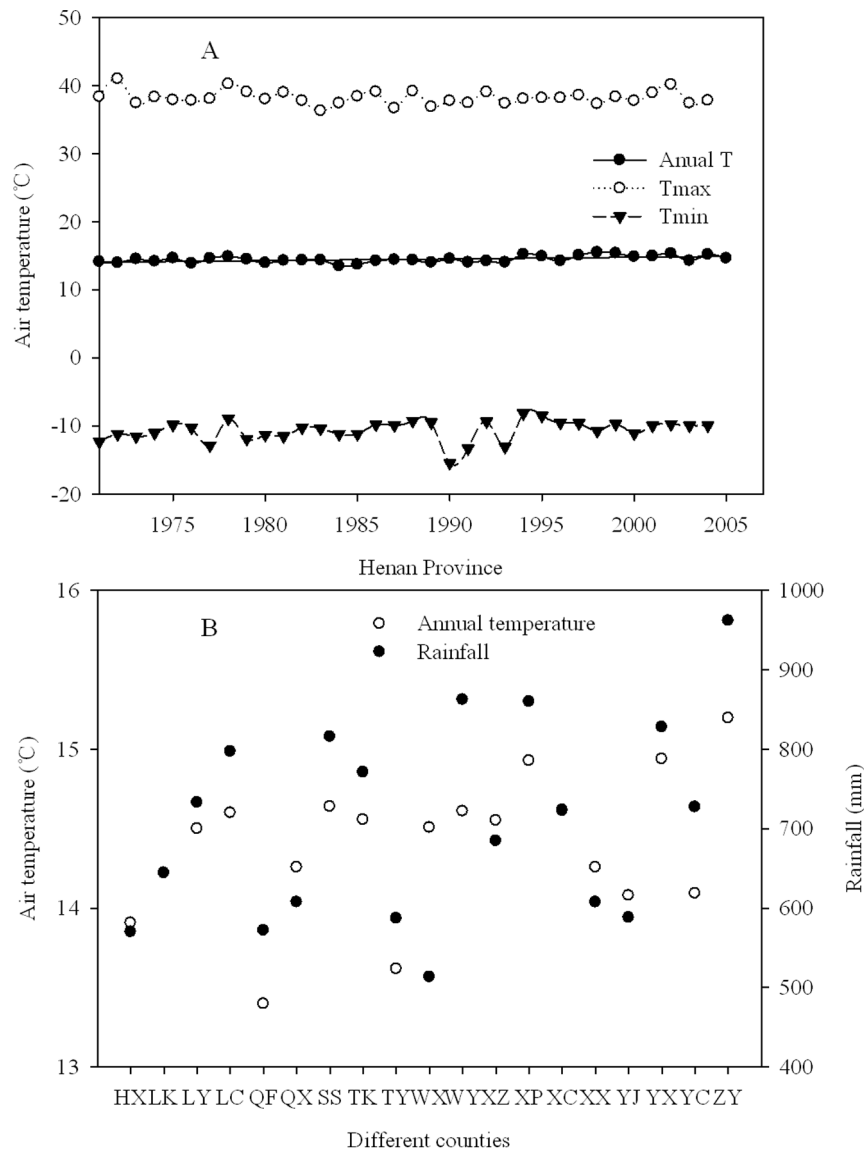 50
A
40
30
Anual T
Tmax
Tmin
20
10
0
-10
-20
Air temperature (℃)
1975 1980 1985 1990 1995 2000 2005
Henan Province
16 1000
B
Annual temperature
Rainfall
900
15 800
700
14 600
500
13 400
Air temperature (℃)
Rainfall (mm)
HX LK LY LC QF QX SS TK TY WX WY XZ XP XC XX YJ YX YC ZY
Different counties